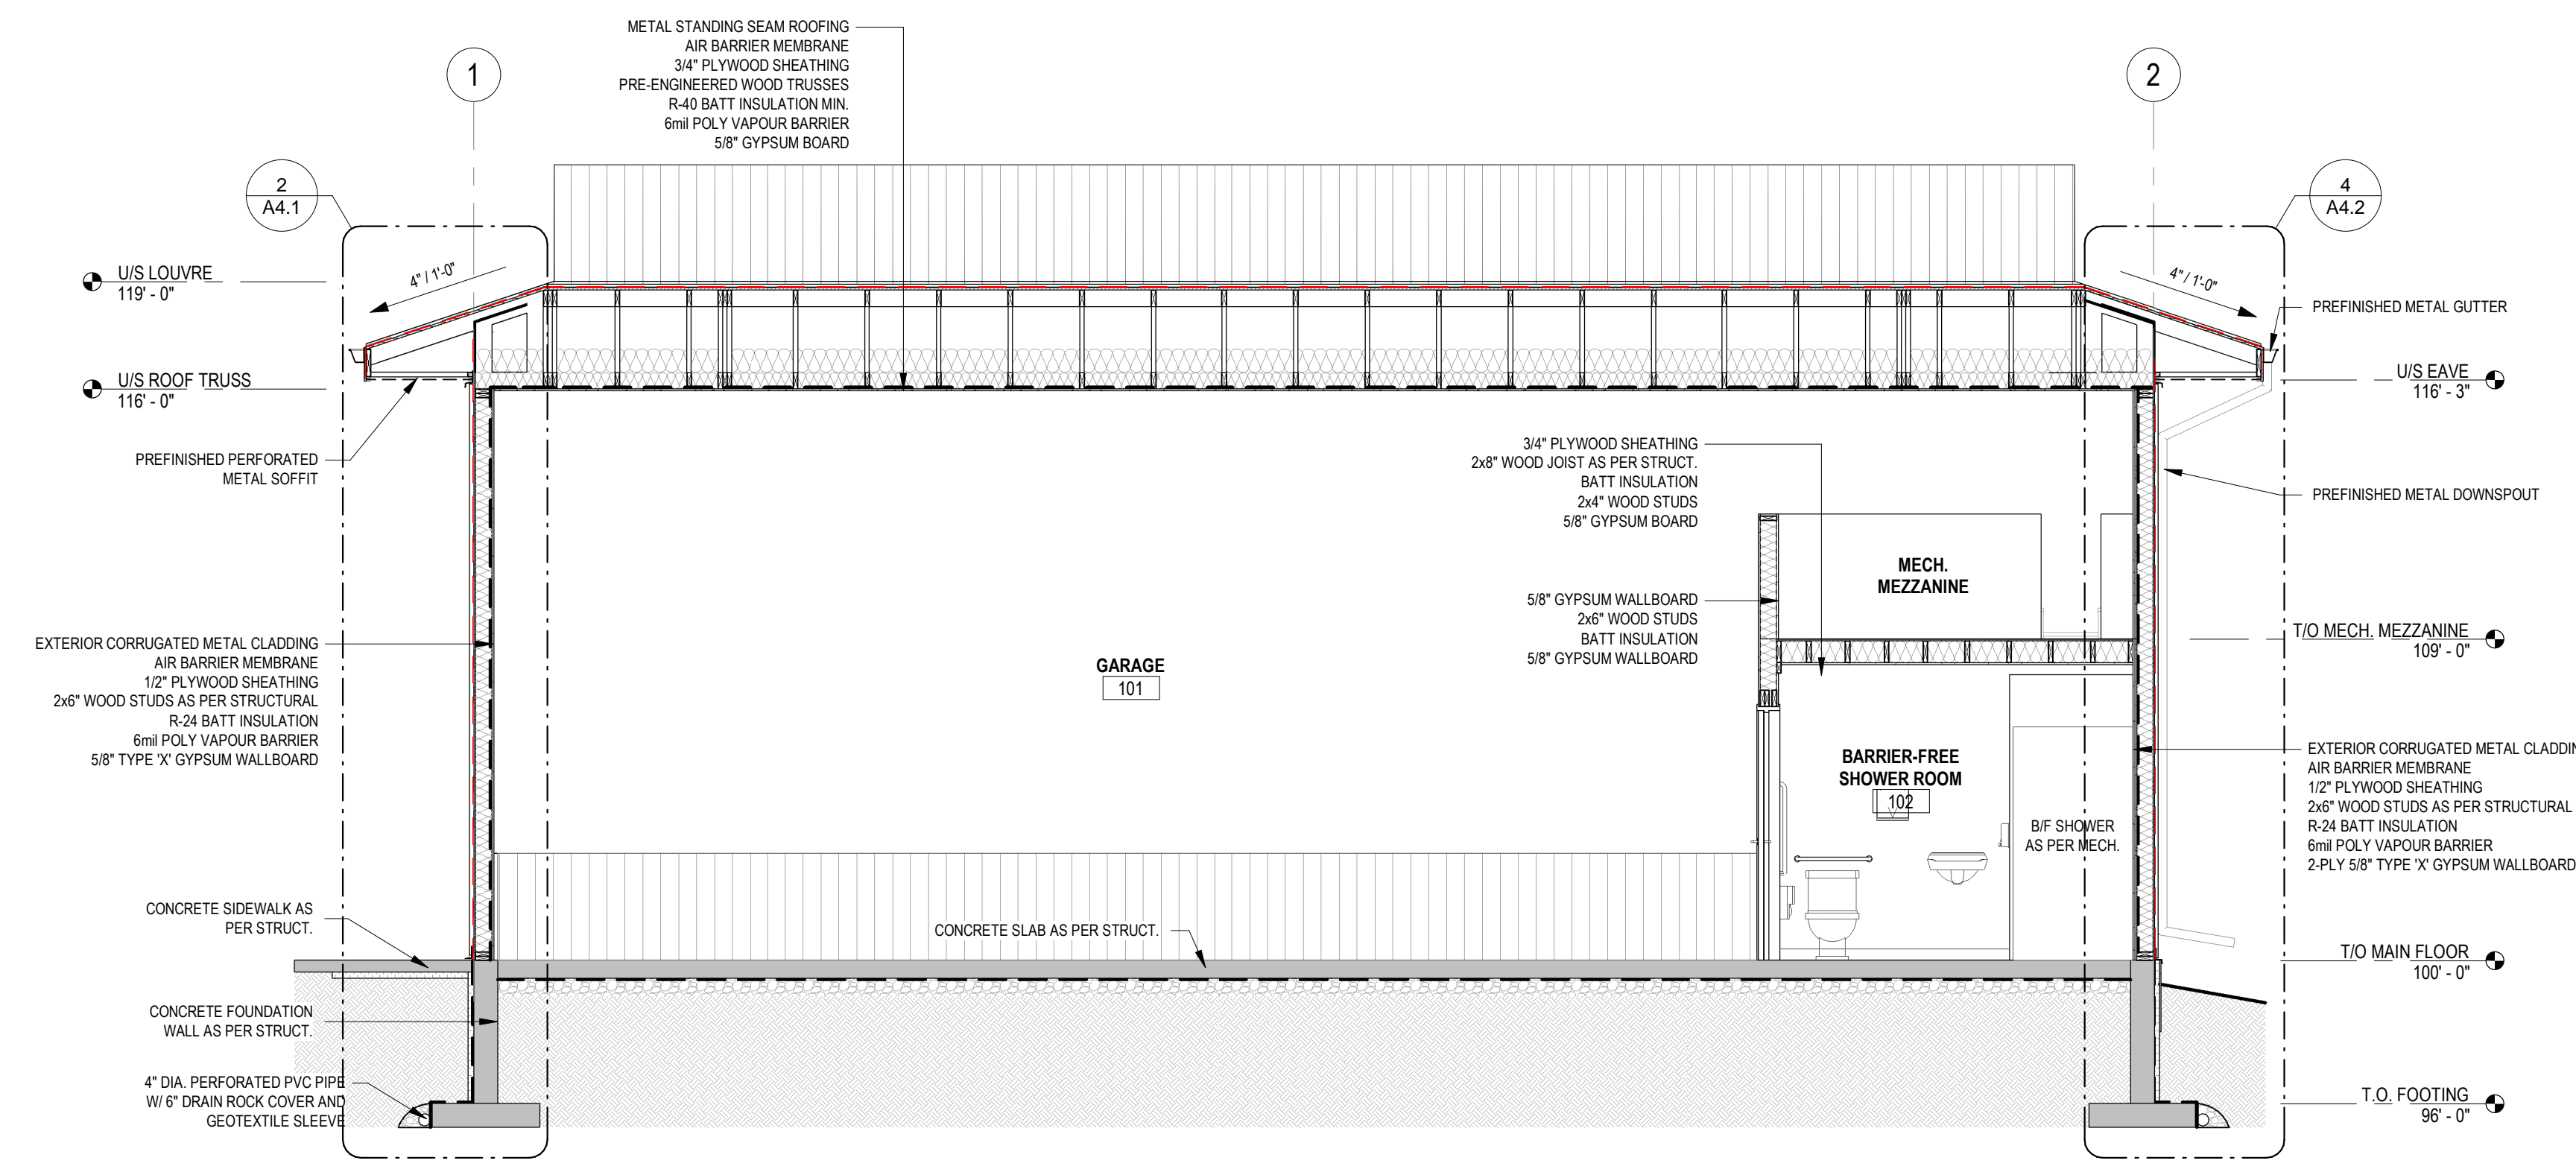 METAL STANDING SEAM ROOFING
AIR BARRIER MEMBRANE
3/4" PLYWOOD SHEATHING
PRE-ENGINEERED WOOD TRUSSES
R-40 BATT INSULATION MIN.
6mil POLY VAPOUR BARRIER
5/8" GYPSUM BOARD
1
2
2
A4.1
4
A4.2
U/S LOUVRE
119' - 0"
4" / 1'-0"
4" / 1'-0"
PREFINISHED METAL GUTTER
U/S ROOF TRUSS
116' - 0"
U/S EAVE
116' - 3"
PREFINISHED PERFORATED
METAL SOFFIT
3/4" PLYWOOD SHEATHING
2x8" WOOD JOIST AS PER STRUCT.
BATT INSULATION
2x4" WOOD STUDS
5/8" GYPSUM BOARD
PREFINISHED METAL DOWNSPOUT
MECH.
MEZZANINE
5/8" GYPSUM WALLBOARD
2x6" WOOD STUDS
BATT INSULATION
5/8" GYPSUM WALLBOARD
T/O MECH. MEZZANINE
109' - 0"
EXTERIOR CORRUGATED METAL CLADDING
AIR BARRIER MEMBRANE
1/2" PLYWOOD SHEATHING
2x6" WOOD STUDS AS PER STRUCTURAL
R-24 BATT INSULATION
6mil POLY VAPOUR BARRIER
5/8" TYPE 'X' GYPSUM WALLBOARD
GARAGE
101
BARRIER-FREE
SHOWER ROOM
102
B/F SHOWER
AS PER MECH.
EXTERIOR CORRUGATED METAL CLADDIN
AIR BARRIER MEMBRANE
1/2" PLYWOOD SHEATHING
2x6" WOOD STUDS AS PER STRUCTURAL
R-24 BATT INSULATION
6mil POLY VAPOUR BARRIER
2-PLY 5/8" TYPE 'X' GYPSUM WALLBOARD
CONCRETE SIDEWALK AS
PER STRUCT.
CONCRETE SLAB AS PER STRUCT.
T/O MAIN FLOOR
100' - 0"
CONCRETE FOUNDATION
WALL AS PER STRUCT.
4" DIA. PERFORATED PVC PIPE
W/ 6" DRAIN ROCK COVER AND
GEOTEXTILE SLEEVE
T.O. FOOTING
96' - 0"